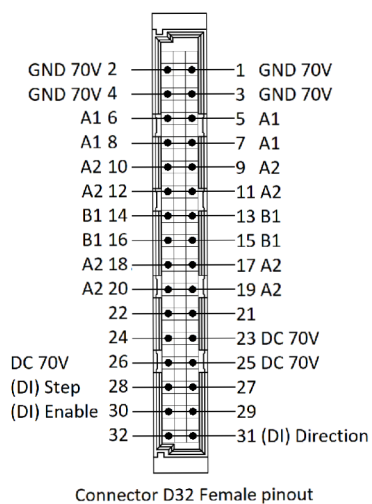 GND 70V 2 1 GND 70V
GND 70V 4 3 GND 70V
A1 6 5 A1
A1 8 7 A1
A2 10 9 A2
A2 12 11 A2
B1 14 13 B1
B1 16 15 B1
A2 18 17 A2
A2 20 19 A2
22 21
24 23 DC 70V
DC 70V 26 25 DC 70V
(DI) Step 28 27
(DI) Enable 30 29
32 31 (DI) Direction
Connector D32 Female pinout